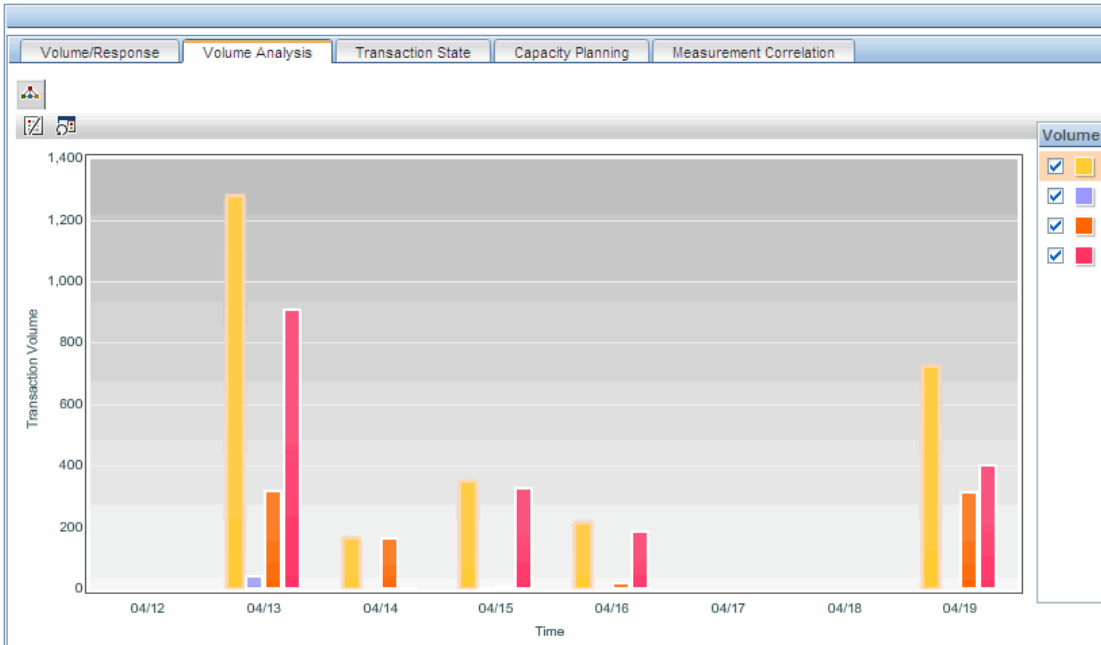 Volume/Response
Volume Analysis
Transaction State
Capacity Planning
Measurement Correlation
Volume
1,400
1,200
1,000
800
600
400
200
0
Transaction Volume
04/12
04/13
04/14
04/15
04/16
04/17
04/18
04/19
Time